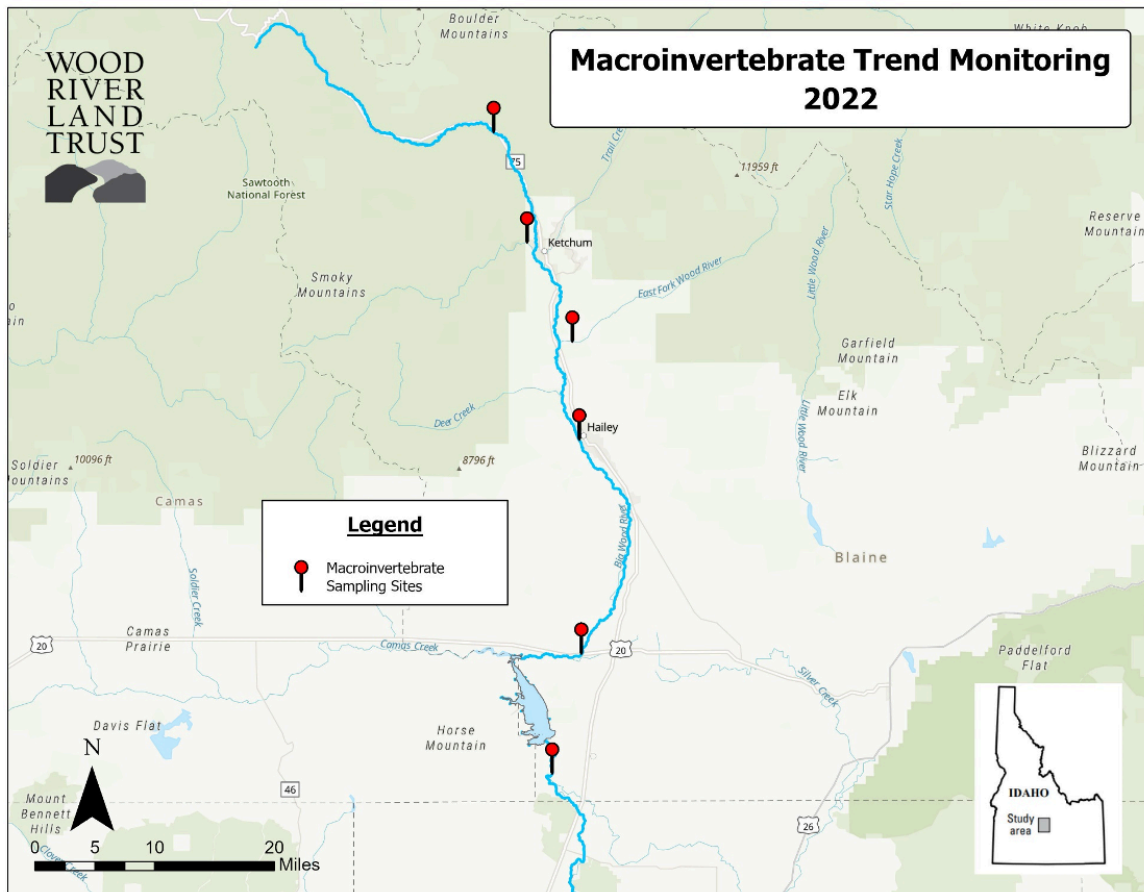 Boulder
Mountains
White Knob
WOOD
RIVER
LAND
TRUST
Macroinvertebrate Trend Monitoring
2022
75
Trail Creek
11959 ft
Star Hope Creek
Sawtooth
National Forest
Reserve
Mountain
Ketchum
Little Wood River
Smoky
Mountains
East Fork Wood River
Garfield
Mountain
Elk
Mountain
Deer Creek
Little Wood River
Hailey
Blizzard
Mountain
Soldier
Mountains
10096 ft
8796 ft
Camas
Legend
Macroinvertebrate
Sampling Sites
Big Wood River
Blaine
Soldier Creek
20
Camas
Prairie
Camas Creek
20
Paddelford
Flat
Silver Creek
Davis Flat
Horse
Mountain
N
46
Mount
Bennett
Hills
26
IDAHO
Study
area
0 5 10 20
Miles
Clover Creek